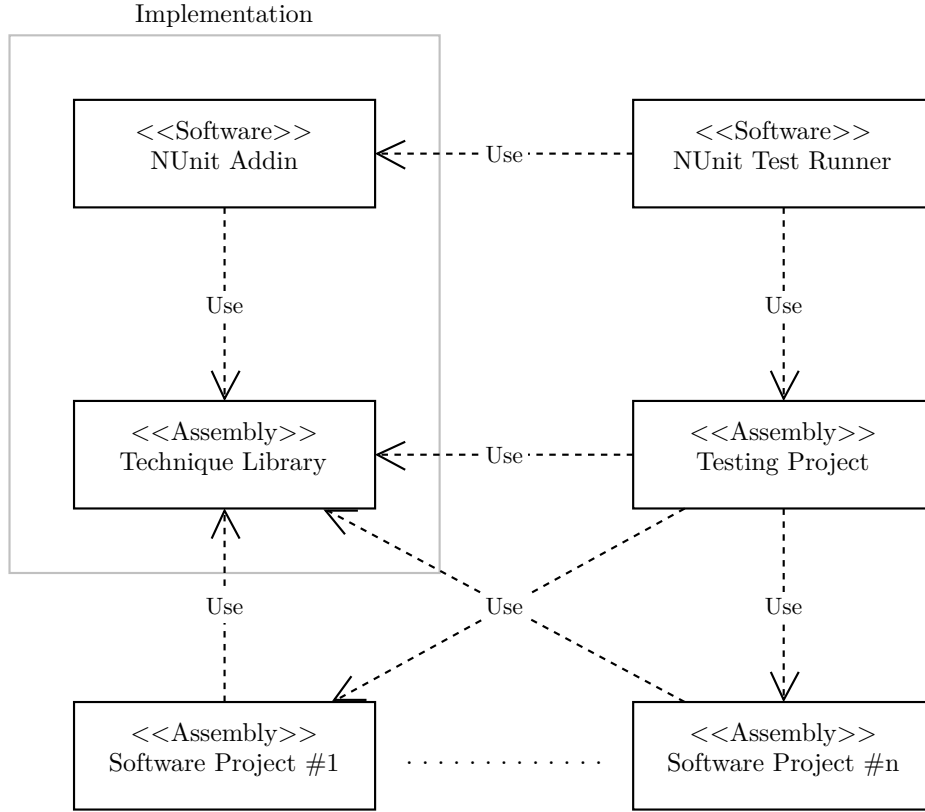 Implementation
<<Software>>
NUnit Addin
Use
<<Software>>
NUnit Test Runner
Use
Use
<<Assembly>>
Technique Library
Use
<<Assembly>>
Testing Project
Use
Use
Use
<<Assembly>>
Software Project #1
. . . . . . . . . . . . .
<<Assembly>>
Software Project #n